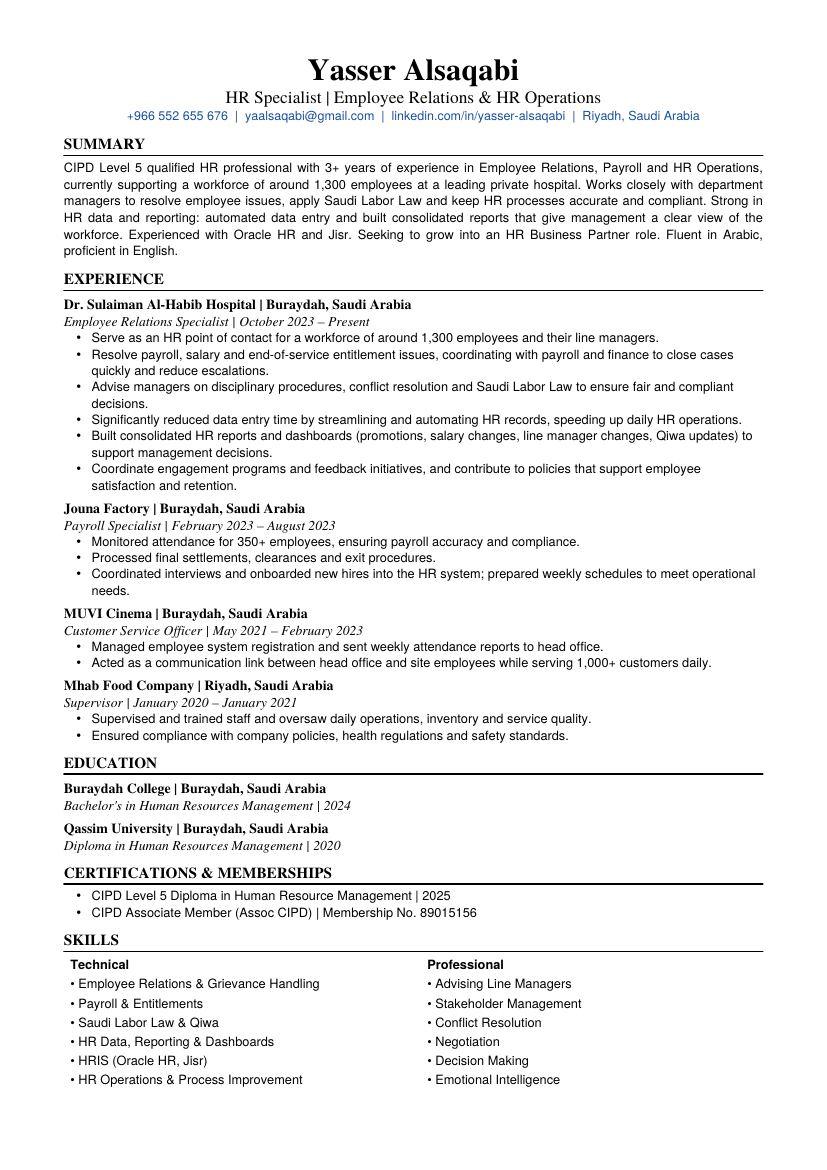 Yasser Alsaqabi
HR Specialist | Employee Relations & HR Operations
+966 552 655 676 | yaalsaqabi@gmail.com | linkedin.com/in/yasser-alsaqabi | Riyadh, Saudi Arabia
SUMMARY
CIPD Level 5 qualified HR professional with 3+ years of experience in Employee Relations, Payroll and HR Operations,
currently supporting a workforce of around 1,300 employees at a leading private hospital. Works closely with department
managers to resolve employee issues, apply Saudi Labor Law and keep HR processes accurate and compliant. Strong in
HR data and reporting: automated data entry and built consolidated reports that give management a clear view of the
workforce. Experienced with Oracle HR and Jisr. Seeking to grow into an HR Business Partner role. Fluent in Arabic,
proficient in English.
EXPERIENCE
Dr. Sulaiman Al-Habib Hospital | Buraydah, Saudi Arabia
Employee Relations Specialist | October 2023 – Present
• Serve as an HR point of contact for a workforce of around 1,300 employees and their line managers.
• Resolve payroll, salary and end-of-service entitlement issues, coordinating with payroll and finance to close cases
quickly and reduce escalations.
• Advise managers on disciplinary procedures, conflict resolution and Saudi Labor Law to ensure fair and compliant
decisions.
• Significantly reduced data entry time by streamlining and automating HR records, speeding up daily HR operations.
• Built consolidated HR reports and dashboards (promotions, salary changes, line manager changes, Qiwa updates) to
support management decisions.
• Coordinate engagement programs and feedback initiatives, and contribute to policies that support employee
satisfaction and retention.
Jouna Factory | Buraydah, Saudi Arabia
Payroll Specialist | February 2023 – August 2023
• Monitored attendance for 350+ employees, ensuring payroll accuracy and compliance.
• Processed final settlements, clearances and exit procedures.
• Coordinated interviews and onboarded new hires into the HR system; prepared weekly schedules to meet operational
needs.
MUVI Cinema | Buraydah, Saudi Arabia
Customer Service Officer | May 2021 – February 2023
• Managed employee system registration and sent weekly attendance reports to head office.
• Acted as a communication link between head office and site employees while serving 1,000+ customers daily.
Mhab Food Company | Riyadh, Saudi Arabia
Supervisor | January 2020 – January 2021
• Supervised and trained staff and oversaw daily operations, inventory and service quality.
• Ensured compliance with company policies, health regulations and safety standards.
EDUCATION
Buraydah College | Buraydah, Saudi Arabia
Bachelor's in Human Resources Management | 2024
Qassim University | Buraydah, Saudi Arabia
Diploma in Human Resources Management | 2020
CERTIFICATIONS & MEMBERSHIPS
• CIPD Level 5 Diploma in Human Resource Management | 2025
• CIPD Associate Member (Assoc CIPD) | Membership No. 89015156
SKILLS
Technical
• Employee Relations & Grievance Handling
• Payroll & Entitlements
• Saudi Labor Law & Qiwa
• HR Data, Reporting & Dashboards
• HRIS (Oracle HR, Jisr)
• HR Operations & Process Improvement
Professional
• Advising Line Managers
• Stakeholder Management
• Conflict Resolution
• Negotiation
• Decision Making
• Emotional Intelligence